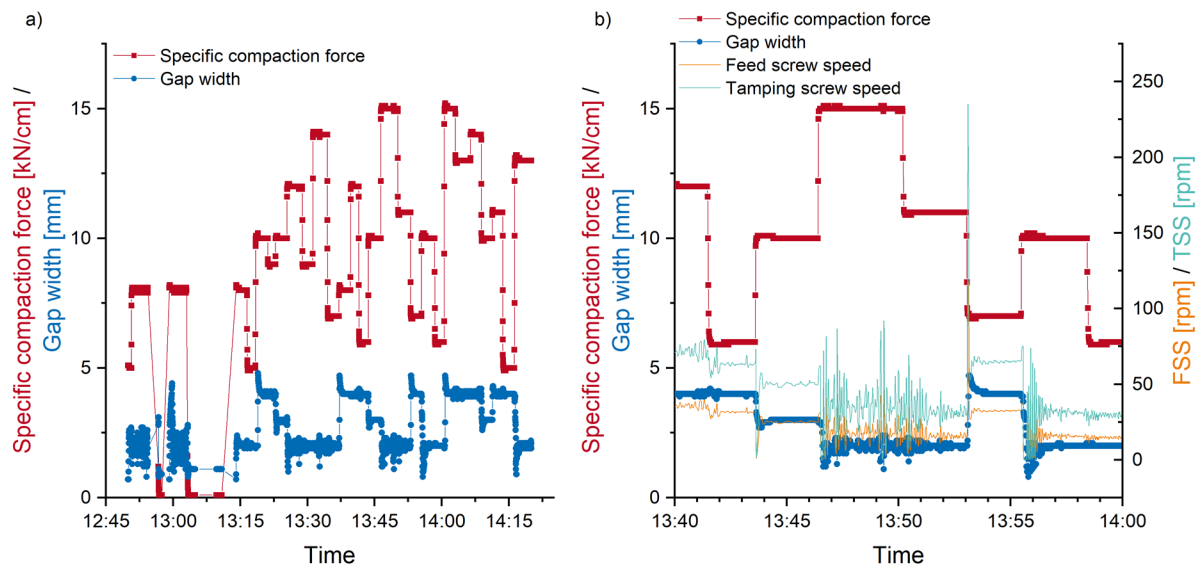 a)
Specific compaction force
Gap width
Specific compaction force [kN/cm] /
Gap width [mm]
15
10
5
0
12:45
13:00
13:15
13:30
13:45
14:00
14:15
Time
b)
Specific compaction force
Gap width
Feed screw speed
Tamping screw speed
Specific compaction force [kN/cm] /
Gap width [mm]
15
10
5
0
250
200
150
100
50
0
FSS [rpm] / TSS [rpm]
13:40
13:45
13:50
13:55
14:00
Time